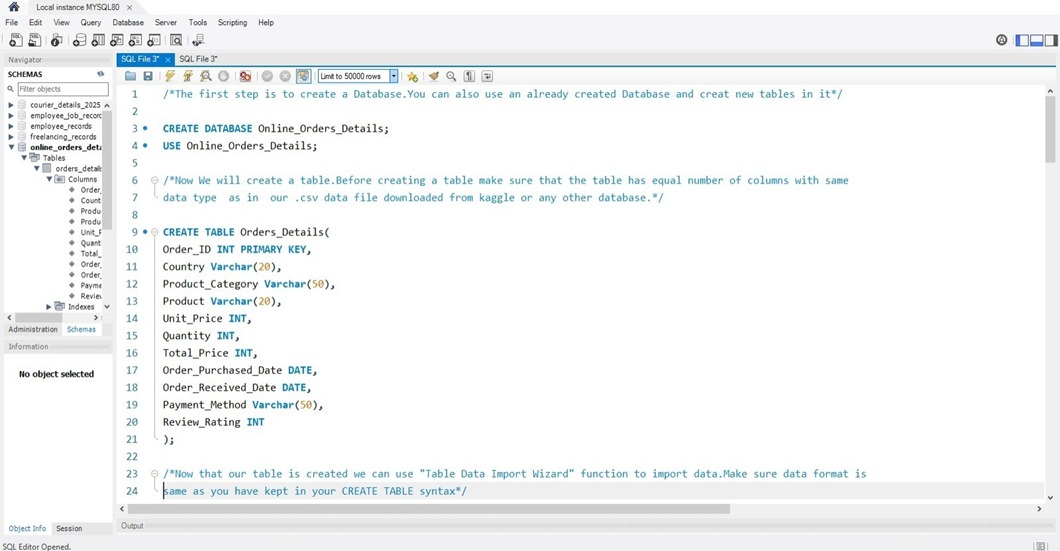 Local instance MYSQL80 ×
File Edit View Query Database Server Tools Scripting Help
Navigator
SQL File 3* × SQL File 3*
SCHEMAS
Filter objects
Limit to 50000 rows
courier_details_2025
employee_job_record
employee_records
freelancing_records
online_orders_deta
Tables
orders_details
Columns
Order_
Count
Produ
Produ
Unit_P
Quant
Total_
Order_
Order_
Payme
Review
Indexes
Administration Schemas
Information
No object selected
1 /*The first step is to create a Database.You can also use an already created Database and creat new tables in it*/
2
3 CREATE DATABASE Online_Orders_Details;
4 USE Online_Orders_Details;
5
6 /*Now We will create a table.Before creating a table make sure that the table has equal number of columns with same
7 data type  as in  our .csv data file downloaded from kaggle or any other database.*/
8
9 CREATE TABLE Orders_Details(
10 Order_ID INT PRIMARY KEY,
11 Country Varchar(20),
12 Product_Category Varchar(50),
13 Product Varchar(20),
14 Unit_Price INT,
15 Quantity INT,
16 Total_Price INT,
17 Order_Purchased_Date DATE,
18 Order_Received_Date DATE,
19 Payment_Method Varchar(50),
20 Review_Rating INT
21 );
22
23 /*Now that our table is created we can use "Table Data Import Wizard" function to import data.Make sure data format is
24 same as you have kept in your CREATE TABLE syntax*/
Output
Object Info Session
SQL Editor Opened.